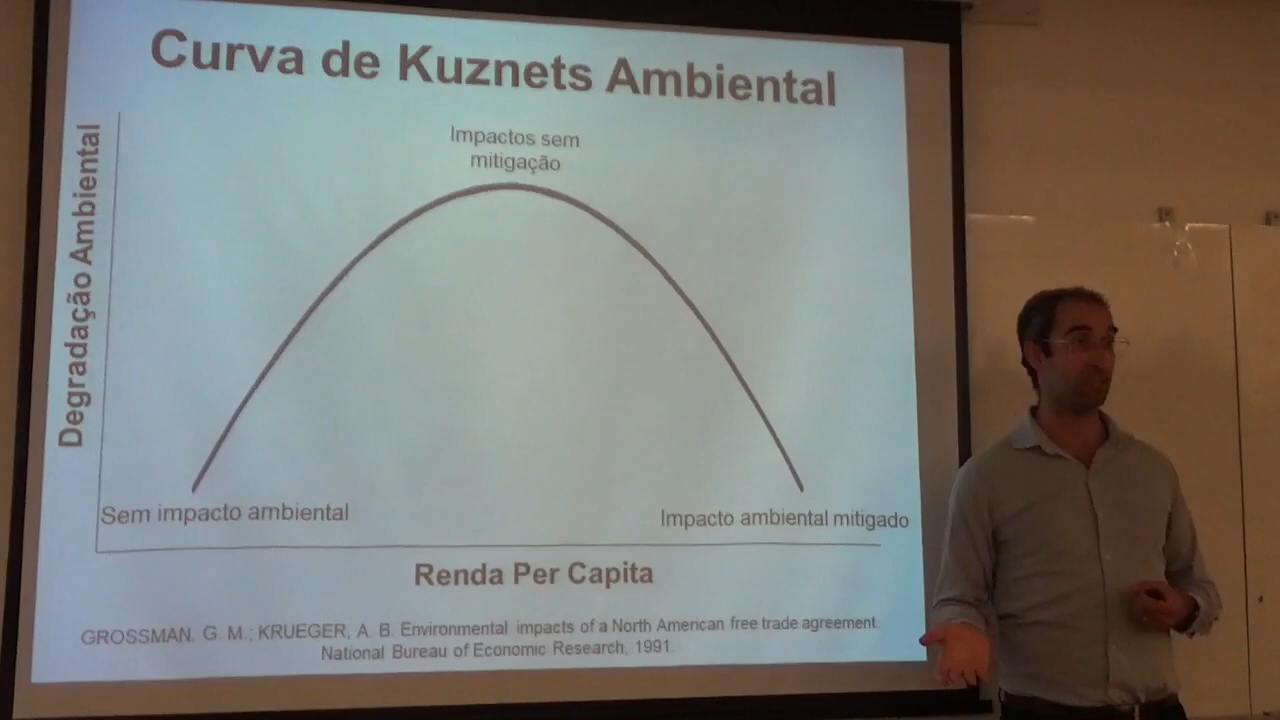 Curva de Kuznets Ambiental
Degradação Ambiental
Impactos sem
mitigação
Sem impacto ambiental
Impacto ambiental mitigado
Renda Per Capita
GROSSMAN. G. M.; KRUEGER, A. B. Environmental impacts of a North American free trade agreement.
National Bureau of Economic Research, 1991.